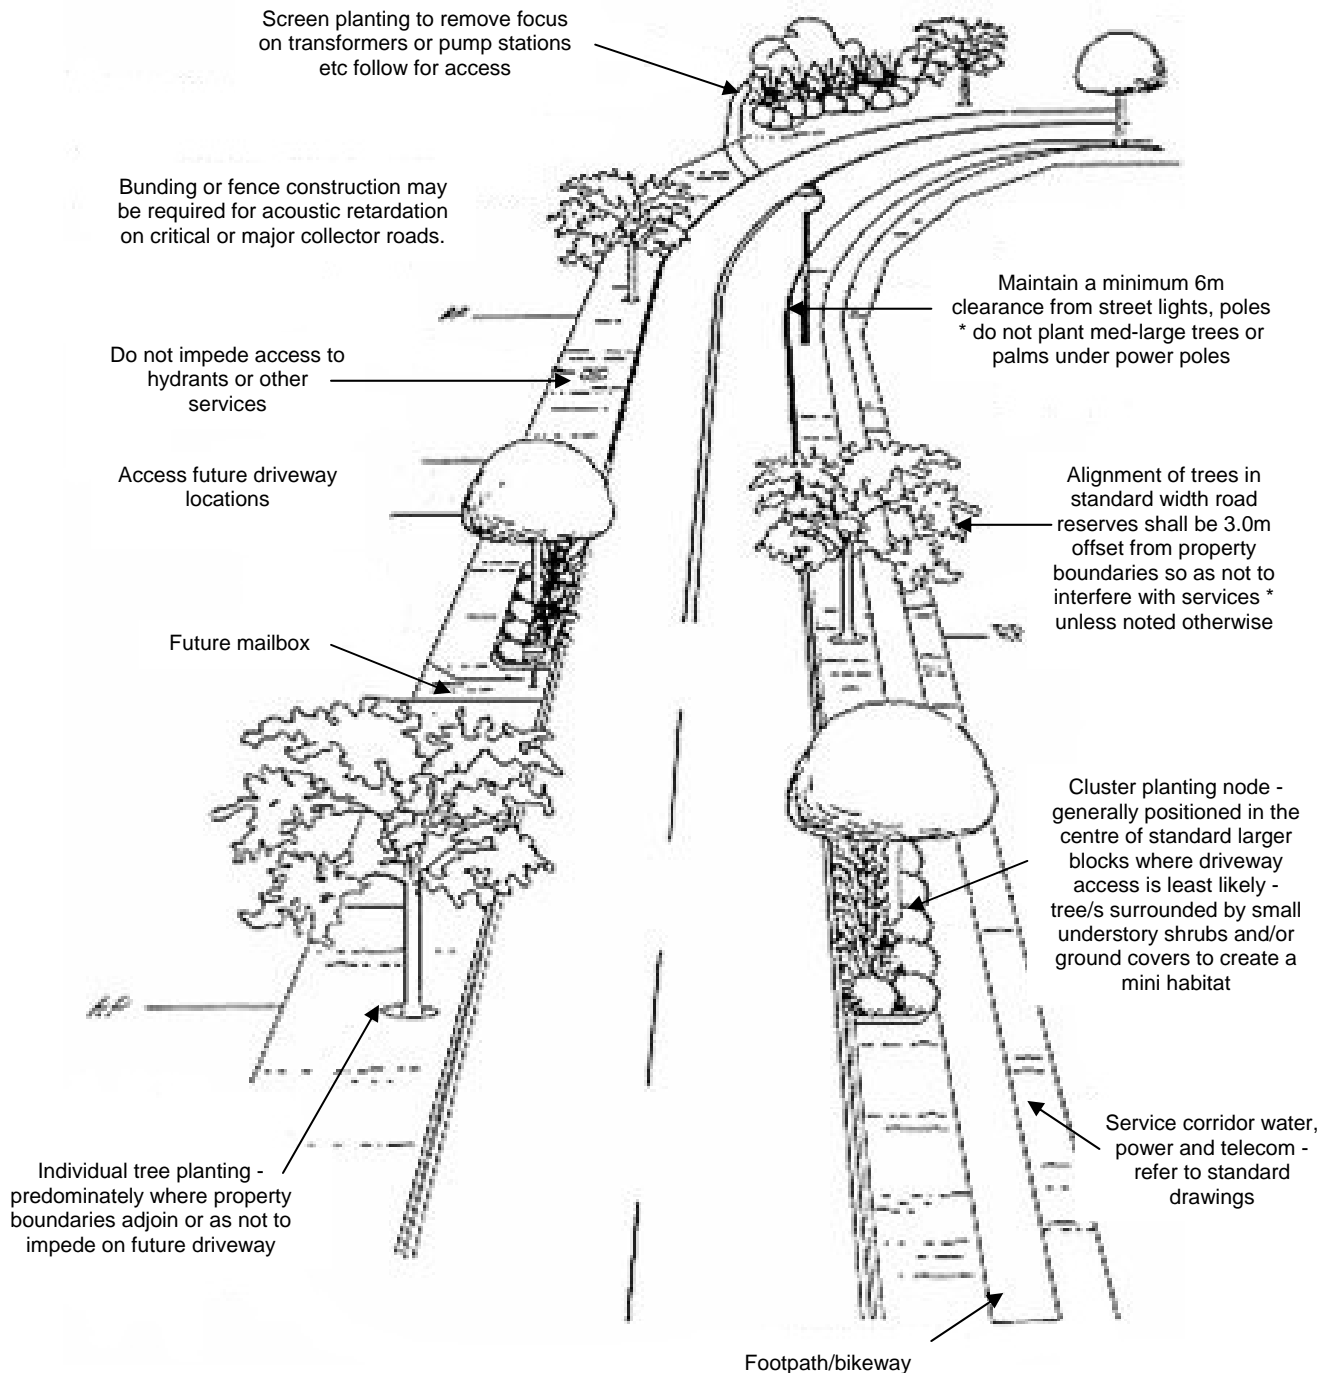 Screen planting to remove focus
on transformers or pump stations
etc follow for access
Bunding or fence construction may
be required for acoustic retardation
on critical or major collector roads.
Maintain a minimum 6m
clearance from street lights, poles
* do not plant med-large trees or
palms under power poles
Do not impede access to
hydrants or other
services
Access future driveway
locations
Alignment of trees in
standard width road
reserves shall be 3.0m
offset from property
boundaries so as not to
interfere with services *
unless noted otherwise
Future mailbox
Cluster planting node -
generally positioned in the
centre of standard larger
blocks where driveway
access is least likely -
tree/s surrounded by small
understory shrubs and/or
ground covers to create a
mini habitat
Service corridor water,
power and telecom -
refer to standard
drawings
Individual tree planting -
predominately where property
boundaries adjoin or as not to
impede on future driveway
Footpath/bikeway